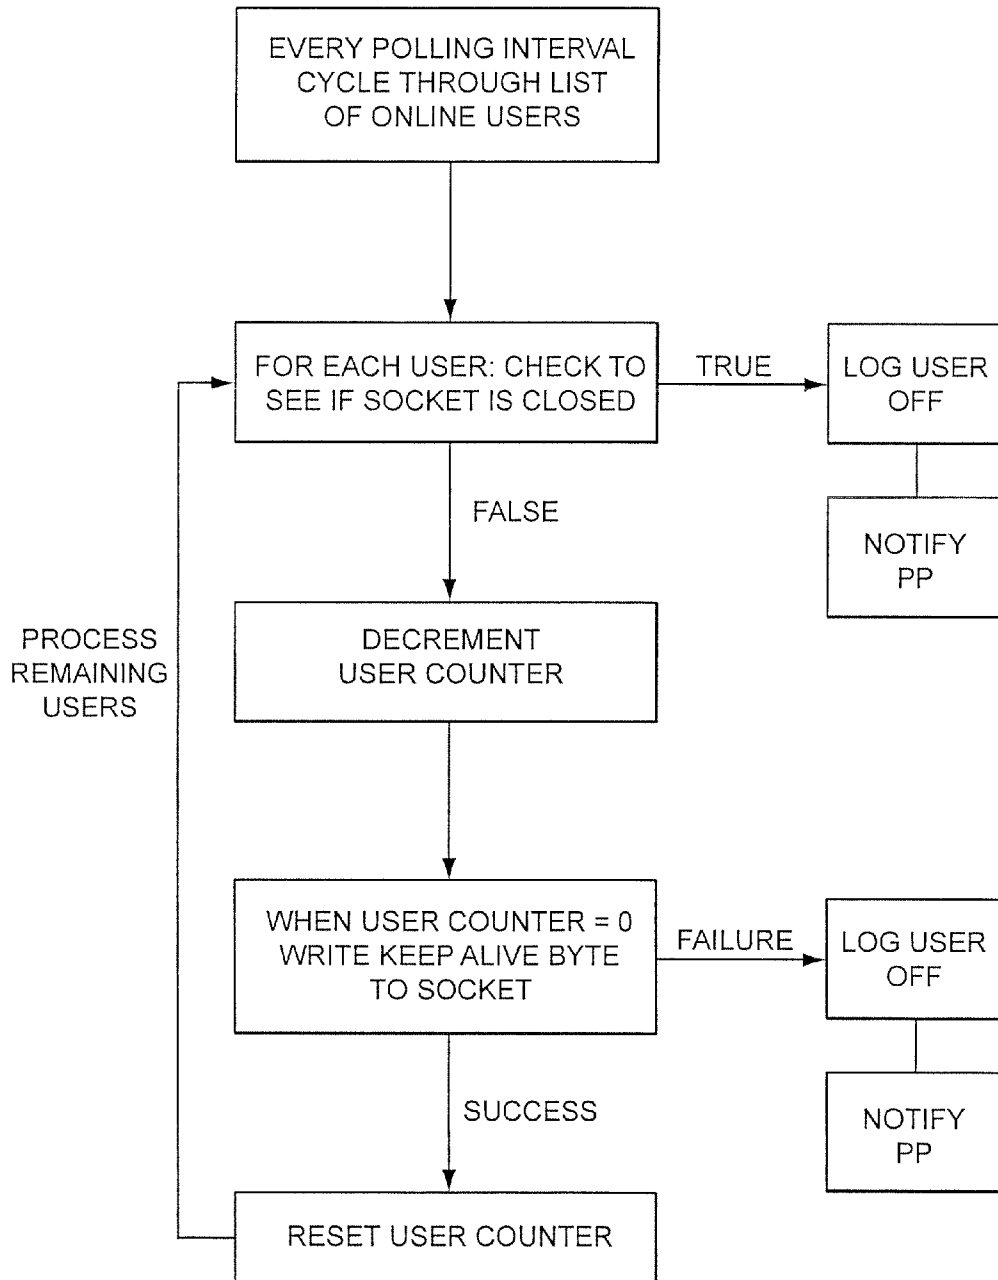 EVERY POLLING INTERVAL
CYCLE THROUGH LIST
OF ONLINE USERS
FOR EACH USER: CHECK TO
SEE IF SOCKET IS CLOSED
TRUE
LOG USER
OFF
NOTIFY
PP
FALSE
DECREMENT
USER COUNTER
PROCESS
REMAINING
USERS
WHEN USER COUNTER = 0
WRITE KEEP ALIVE BYTE
TO SOCKET
FAILURE
LOG USER
OFF
NOTIFY
PP
SUCCESS
RESET USER COUNTER